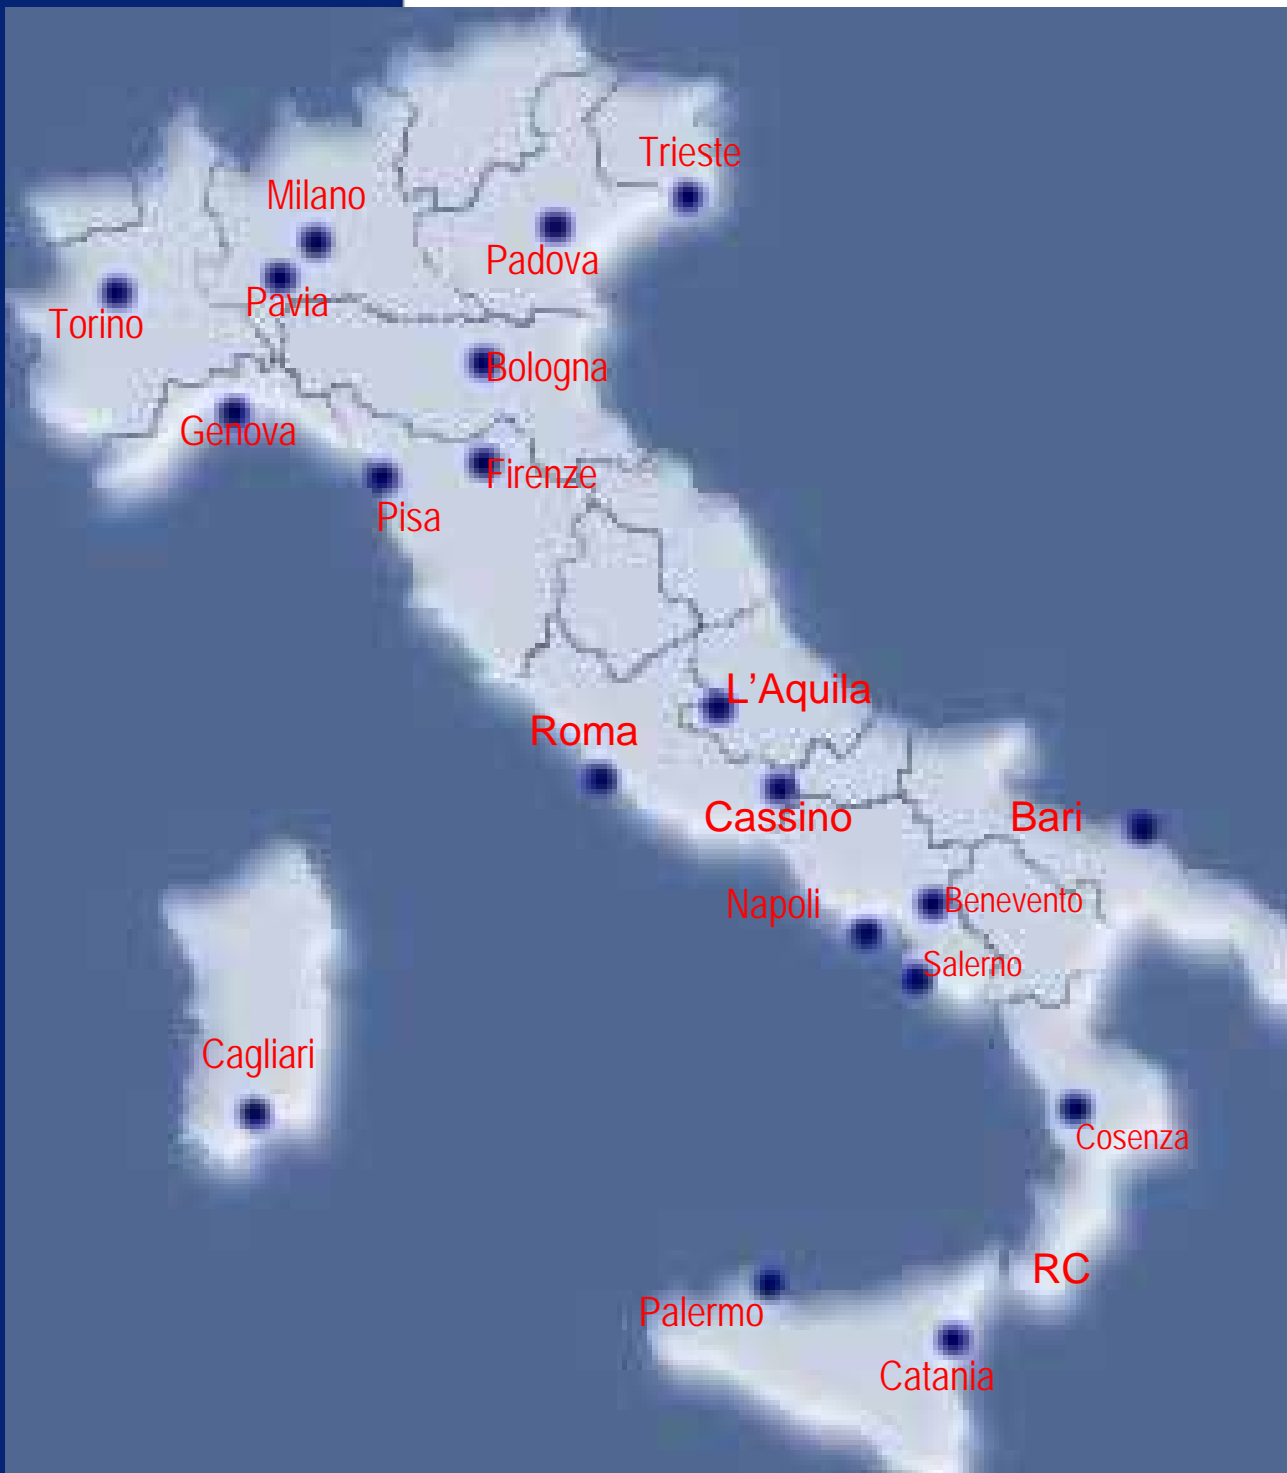 Trieste
Milano
Padova
Pavia
Torino
Bologna
Genova
Firenze
Pisa
L’Aquila
Roma
Cassino
Bari
Napoli
Benevento
Salerno
Cagliari
Cosenza
RC
Palermo
Catania